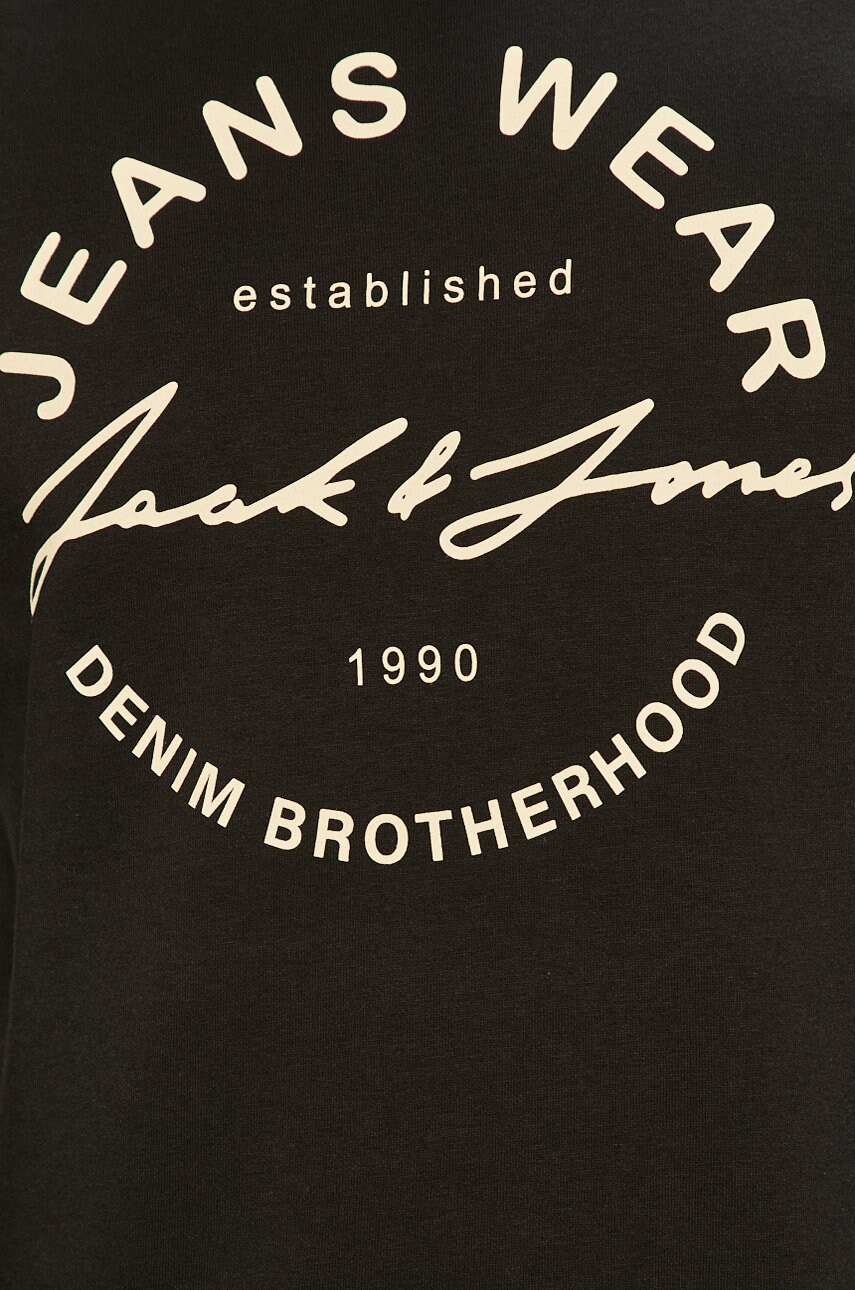 JEANS WEAR
established
Jack & Jones
1990
DENIM BROTHERHOOD